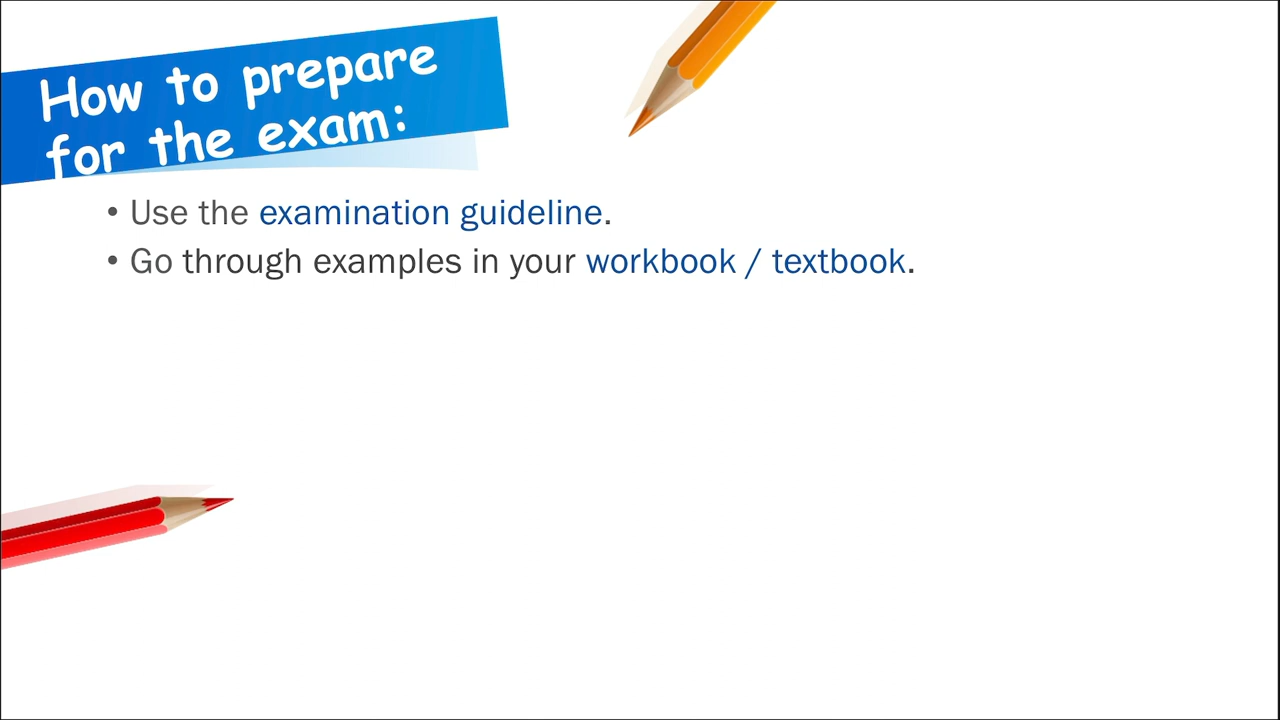 How to prepare
for the exam:
• Use the examination guideline.
• Go through examples in your workbook / textbook.